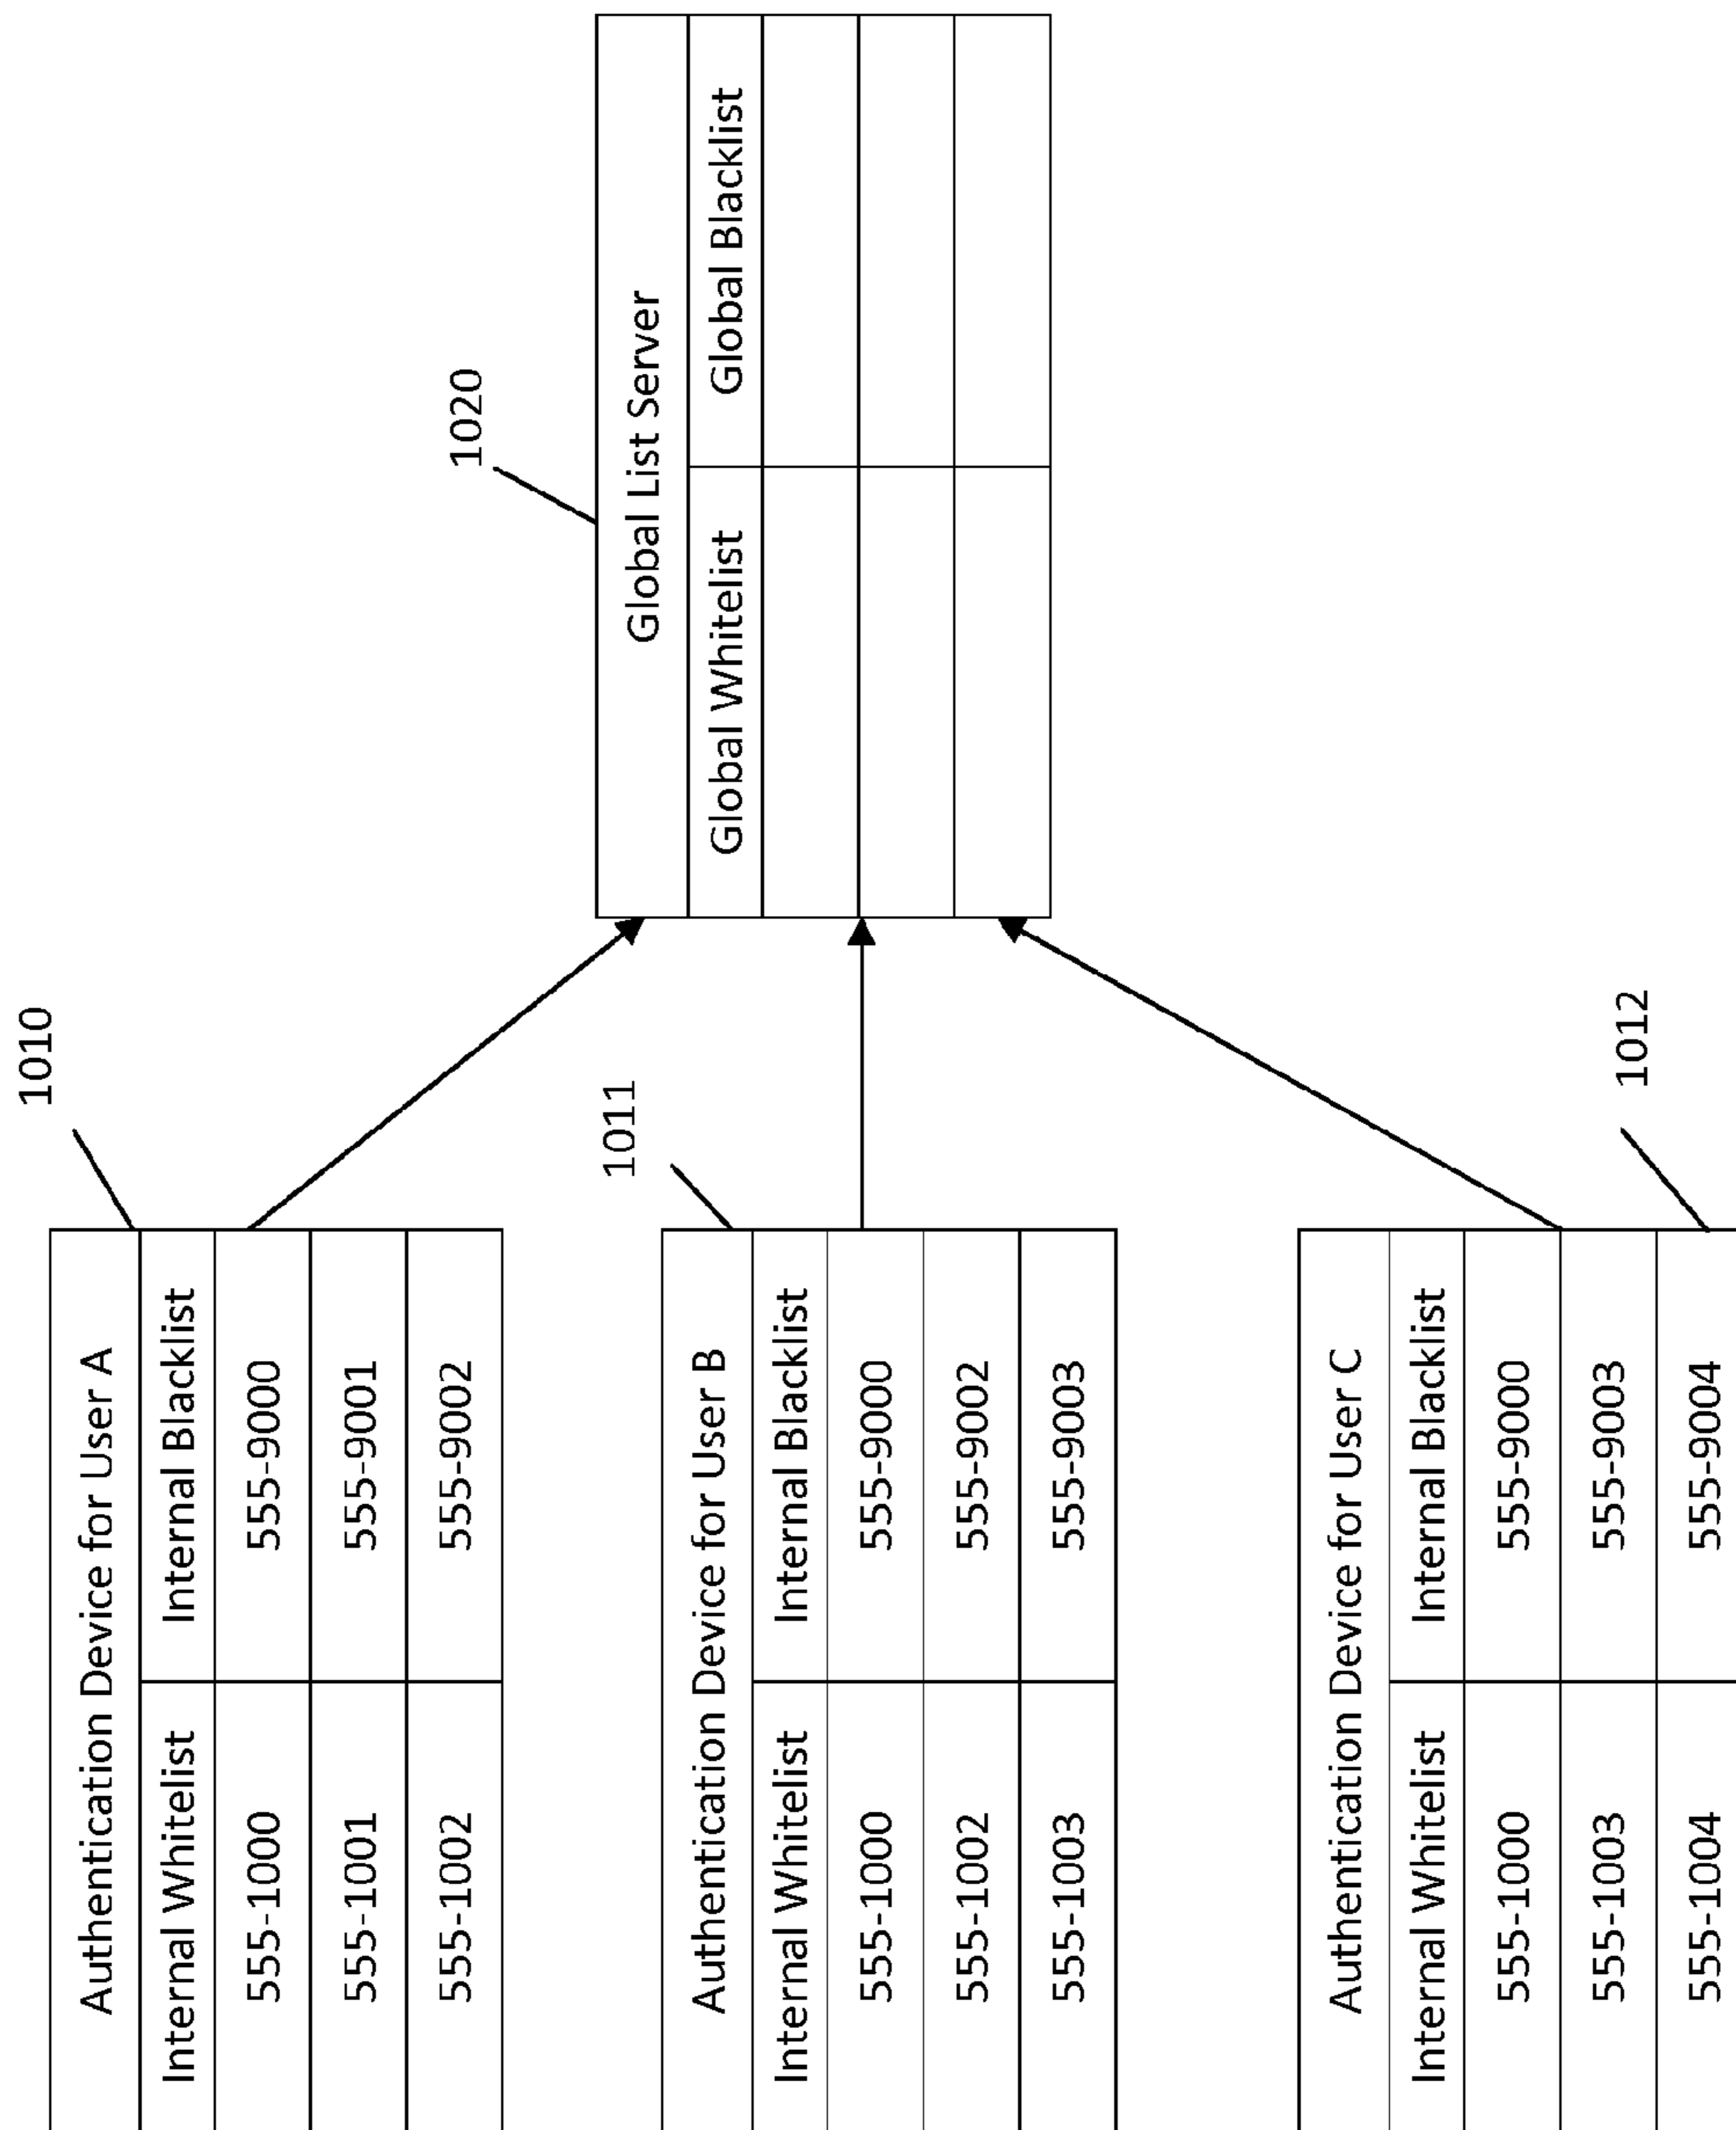 1010
Authentication Device for User A
Internal Whitelist Internal Blacklist
555-1000 555-9000
555-1001 555-9001
555-1002 555-9002
1011
Authentication Device for User B
Internal Whitelist Internal Blacklist
555-1000 555-9000
555-1002 555-9002
555-1003 555-9003
1012
Authentication Device for User C
Internal Whitelist Internal Blacklist
555-1000 555-9000
555-1003 555-9003
555-1004 555-9004
1020
Global List Server
Global Whitelist Global Blacklist